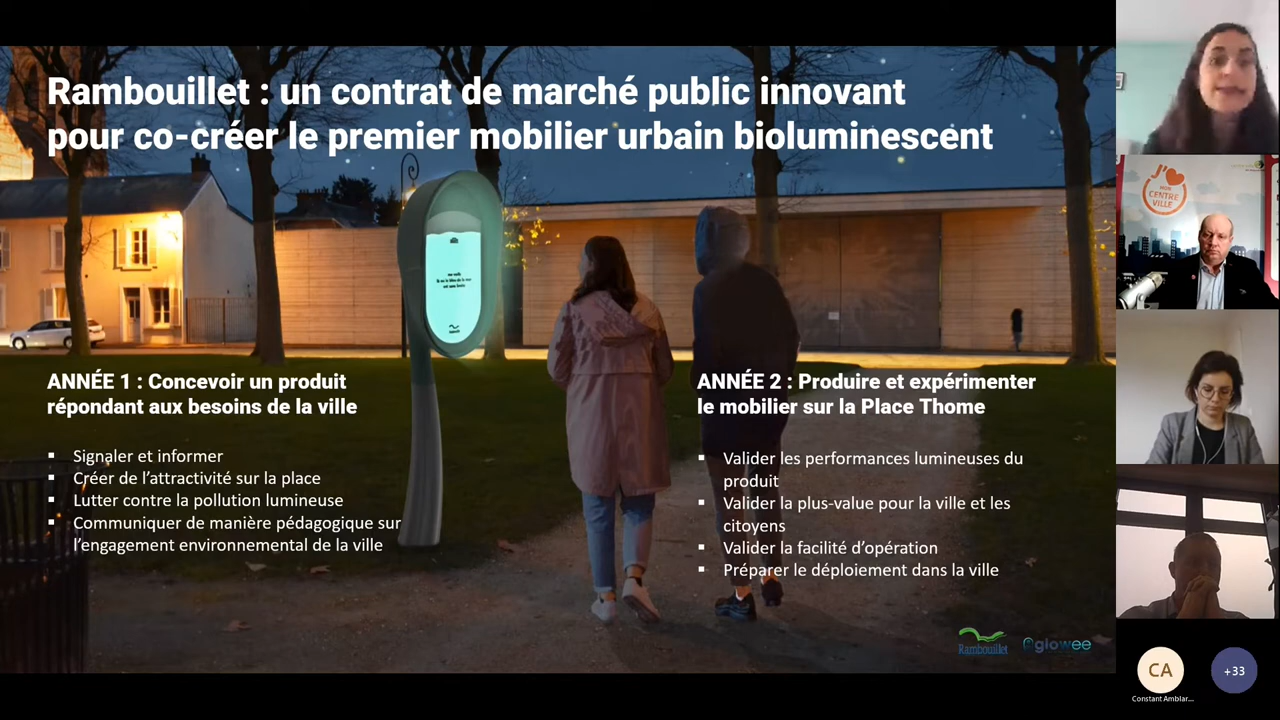 Rambouillet : un contrat de marché public innovant
pour co-créer le premier mobilier urbain bioluminescent
ANNÉE 1 : Concevoir un produit
répondant aux besoins de la ville
▪ Signaler et informer
▪ Créer de l’attractivité sur la place
▪ Lutter contre la pollution lumineuse
▪ Communiquer de manière pédagogique sur
l’engagement environnemental de la ville
ANNÉE 2 : Produire et expérimenter
le mobilier sur la Place Thome
▪ Valider les performances lumineuses du
produit
▪ Valider la plus-value pour la ville et les
citoyens
▪ Valider la facilité d’opération
▪ Préparer le déploiement dans la ville
Rambouillet
glowee
J'
MON
CENTRE
VILLE
CA
+33
Constant Amblar...